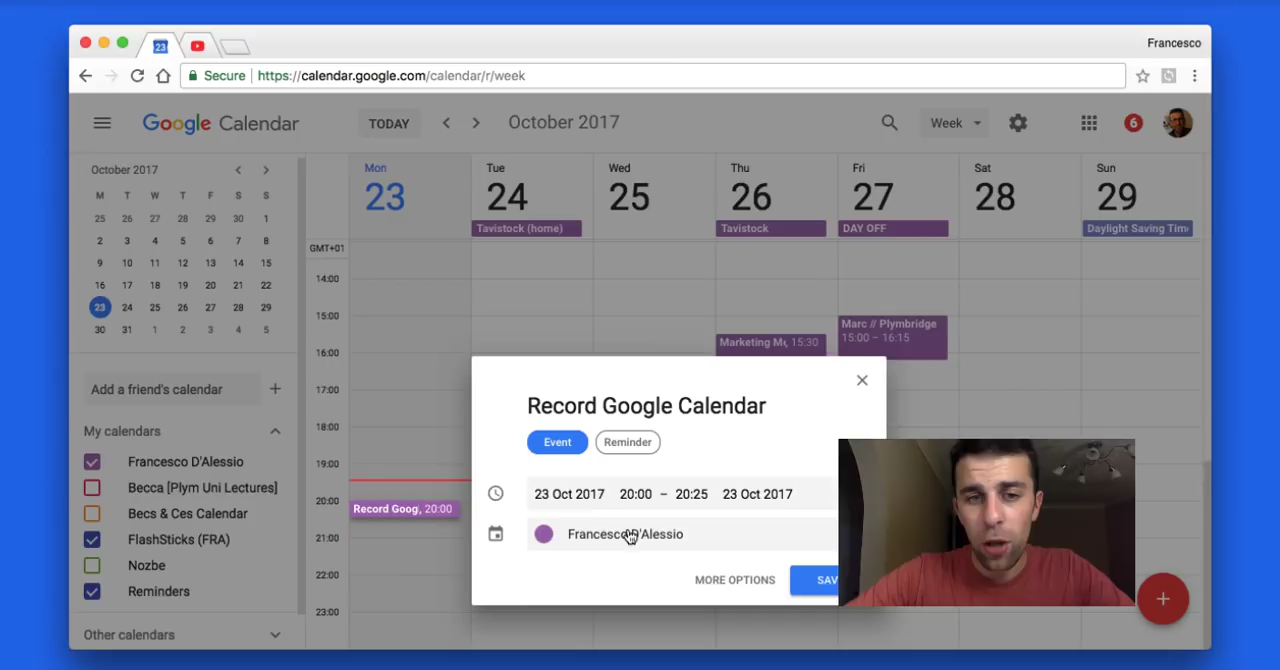 Francesco
23
Secure https://calendar.google.com/calendar/r/week
Google Calendar
TODAY
October 2017
Week
6
October 2017
M T W T F S S
25 26 27 28 29 30 1
2 3 4 5 6 7 8
9 10 11 12 13 14 15
16 17 18 19 20 21 22
23 24 25 26 27 28 29
30 31 1 2 3 4 5
Add a friend's calendar +
My calendars
Francesco D'Alessio
Becca [Plym Uni Lectures]
Becs & Ces Calendar
FlashSticks (FRA)
Nozbe
Reminders
Other calendars
Mon Tue Wed Thu Fri Sat Sun
23 24 25 26 27 28 29
Tavistock (home) Tavistock DAY OFF Daylight Saving Tim
GMT+01
14:00
15:00
16:00
17:00
18:00
19:00
20:00
21:00
22:00
23:00
Marketing Me, 15:30
Marc // Plymbridge
15:00 – 16:15
Record Goog, 20:00
Record Google Calendar
Event Reminder
23 Oct 2017 20:00 – 20:25 23 Oct 2017
Francesco D'Alessio
MORE OPTIONS SAV
+